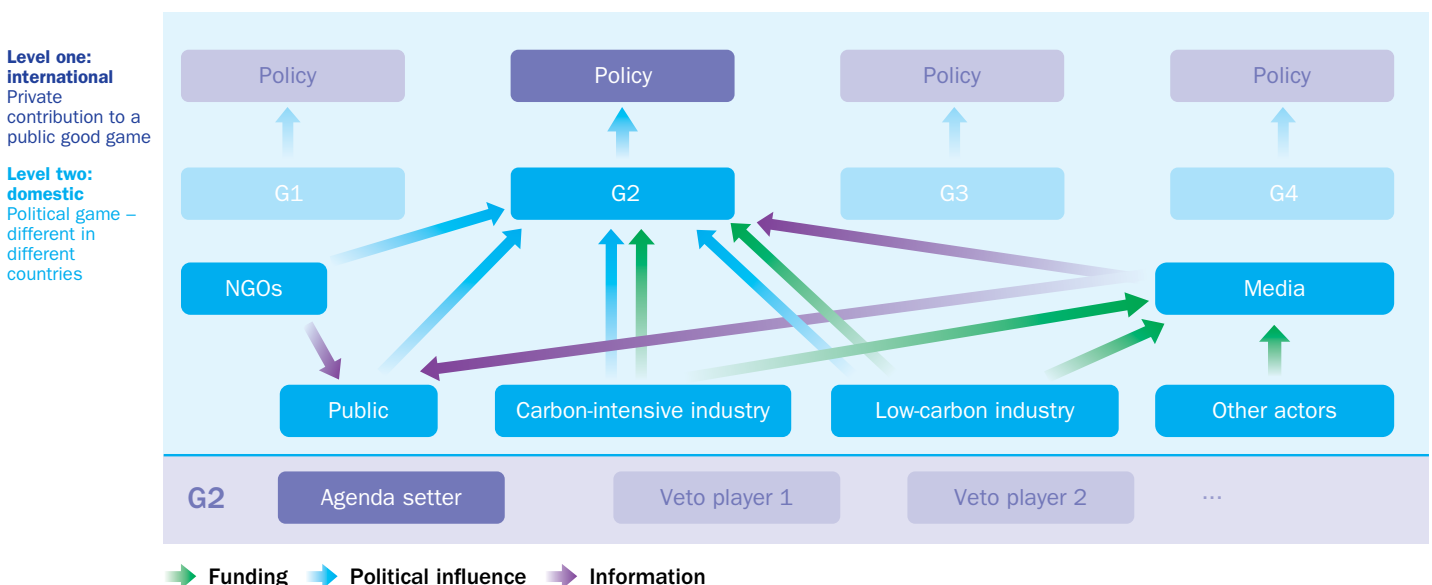 Level one:
international
Private
contribution to a
public good game
Level two:
domestic
Political game –
different in
different
countries
Policy
Policy
Policy
Policy
G1
G2
G3
G4
NGOs
Media
Public
Carbon-intensive industry
Low-carbon industry
Other actors
G2
Agenda setter
Veto player 1
Veto player 2
...
Funding
Political influence
Information